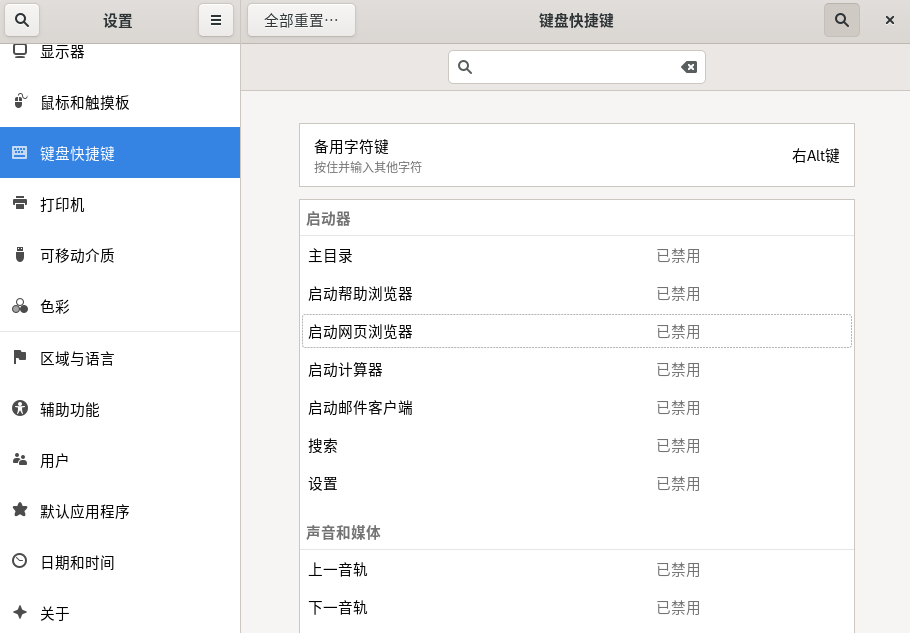 设置
全部重置…
键盘快捷键
显示器
鼠标和触摸板
键盘快捷键
打印机
可移动介质
色彩
区域与语言
辅助功能
用户
默认应用程序
日期和时间
关于
备用字符键
按住并输入其他字符
右Alt键
启动器
主目录 已禁用
启动帮助浏览器 已禁用
启动网页浏览器 已禁用
启动计算器 已禁用
启动邮件客户端 已禁用
搜索 已禁用
设置 已禁用
声音和媒体
上一音轨 已禁用
下一音轨 已禁用